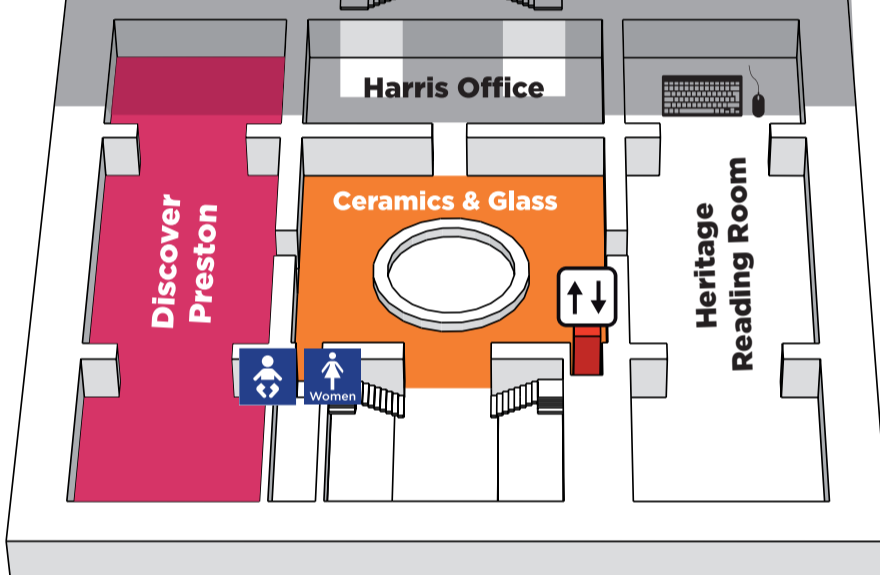 Harris Office
Ceramics & Glass
Discover
Preston
Heritage
Reading Room
Women